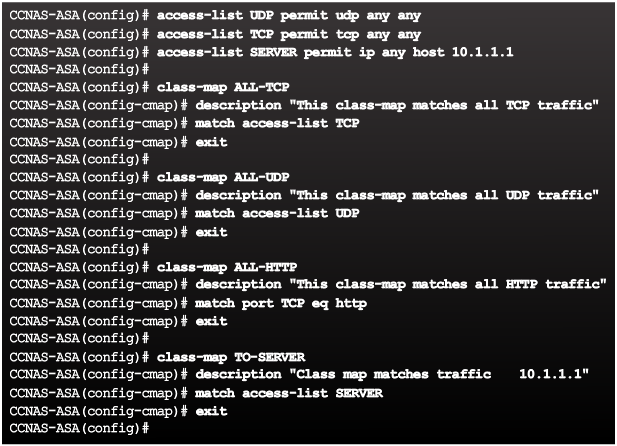 CCNAS-ASA(config)# access-list UDP permit udp any any
CCNAS-ASA(config)# access-list TCP permit tcp any any
CCNAS-ASA(config)# access-list SERVER permit ip any host 10.1.1.1
CCNAS-ASA(config)#
CCNAS-ASA(config)# class-map ALL-TCP
CCNAS-ASA(config-cmap)# description "This class-map matches all TCP traffic"
CCNAS-ASA(config-cmap)# match access-list TCP
CCNAS-ASA(config-cmap)# exit
CCNAS-ASA(config)#
CCNAS-ASA(config)# class-map ALL-UDP
CCNAS-ASA(config-cmap)# description "This class-map matches all UDP traffic"
CCNAS-ASA(config-cmap)# match access-list UDP
CCNAS-ASA(config-cmap)# exit
CCNAS-ASA(config)#
CCNAS-ASA(config)# class-map ALL-HTTP
CCNAS-ASA(config-cmap)# description "This class-map matches all HTTP traffic"
CCNAS-ASA(config-cmap)# match port TCP eq http
CCNAS-ASA(config-cmap)# exit
CCNAS-ASA(config)#
CCNAS-ASA(config)# class-map TO-SERVER
CCNAS-ASA(config-cmap)# description "Class map matches traffic   10.1.1.1"
CCNAS-ASA(config-cmap)# match access-list SERVER
CCNAS-ASA(config-cmap)# exit
CCNAS-ASA(config)#